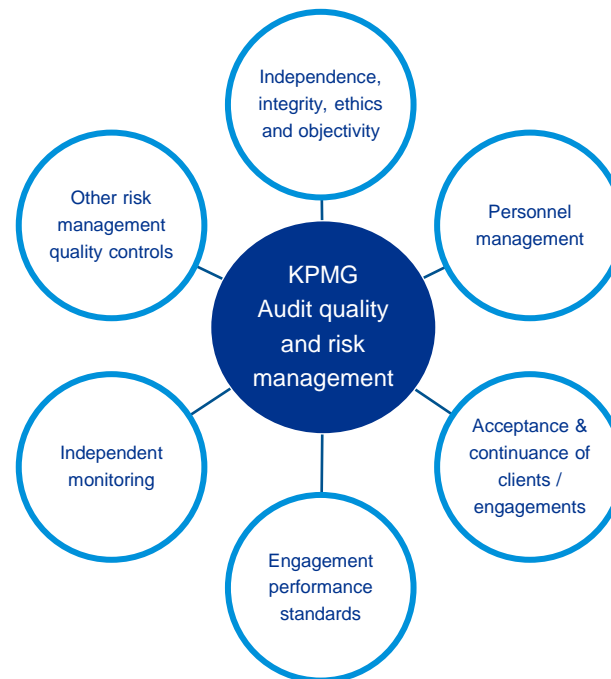 Independence,
integrity, ethics
and objectivity
Other risk
management
quality controls
Personnel
management
KPMG
Audit quality
and risk
management
Independent
monitoring
Acceptance &
continuance of
clients /
engagements
Engagement
performance
standards